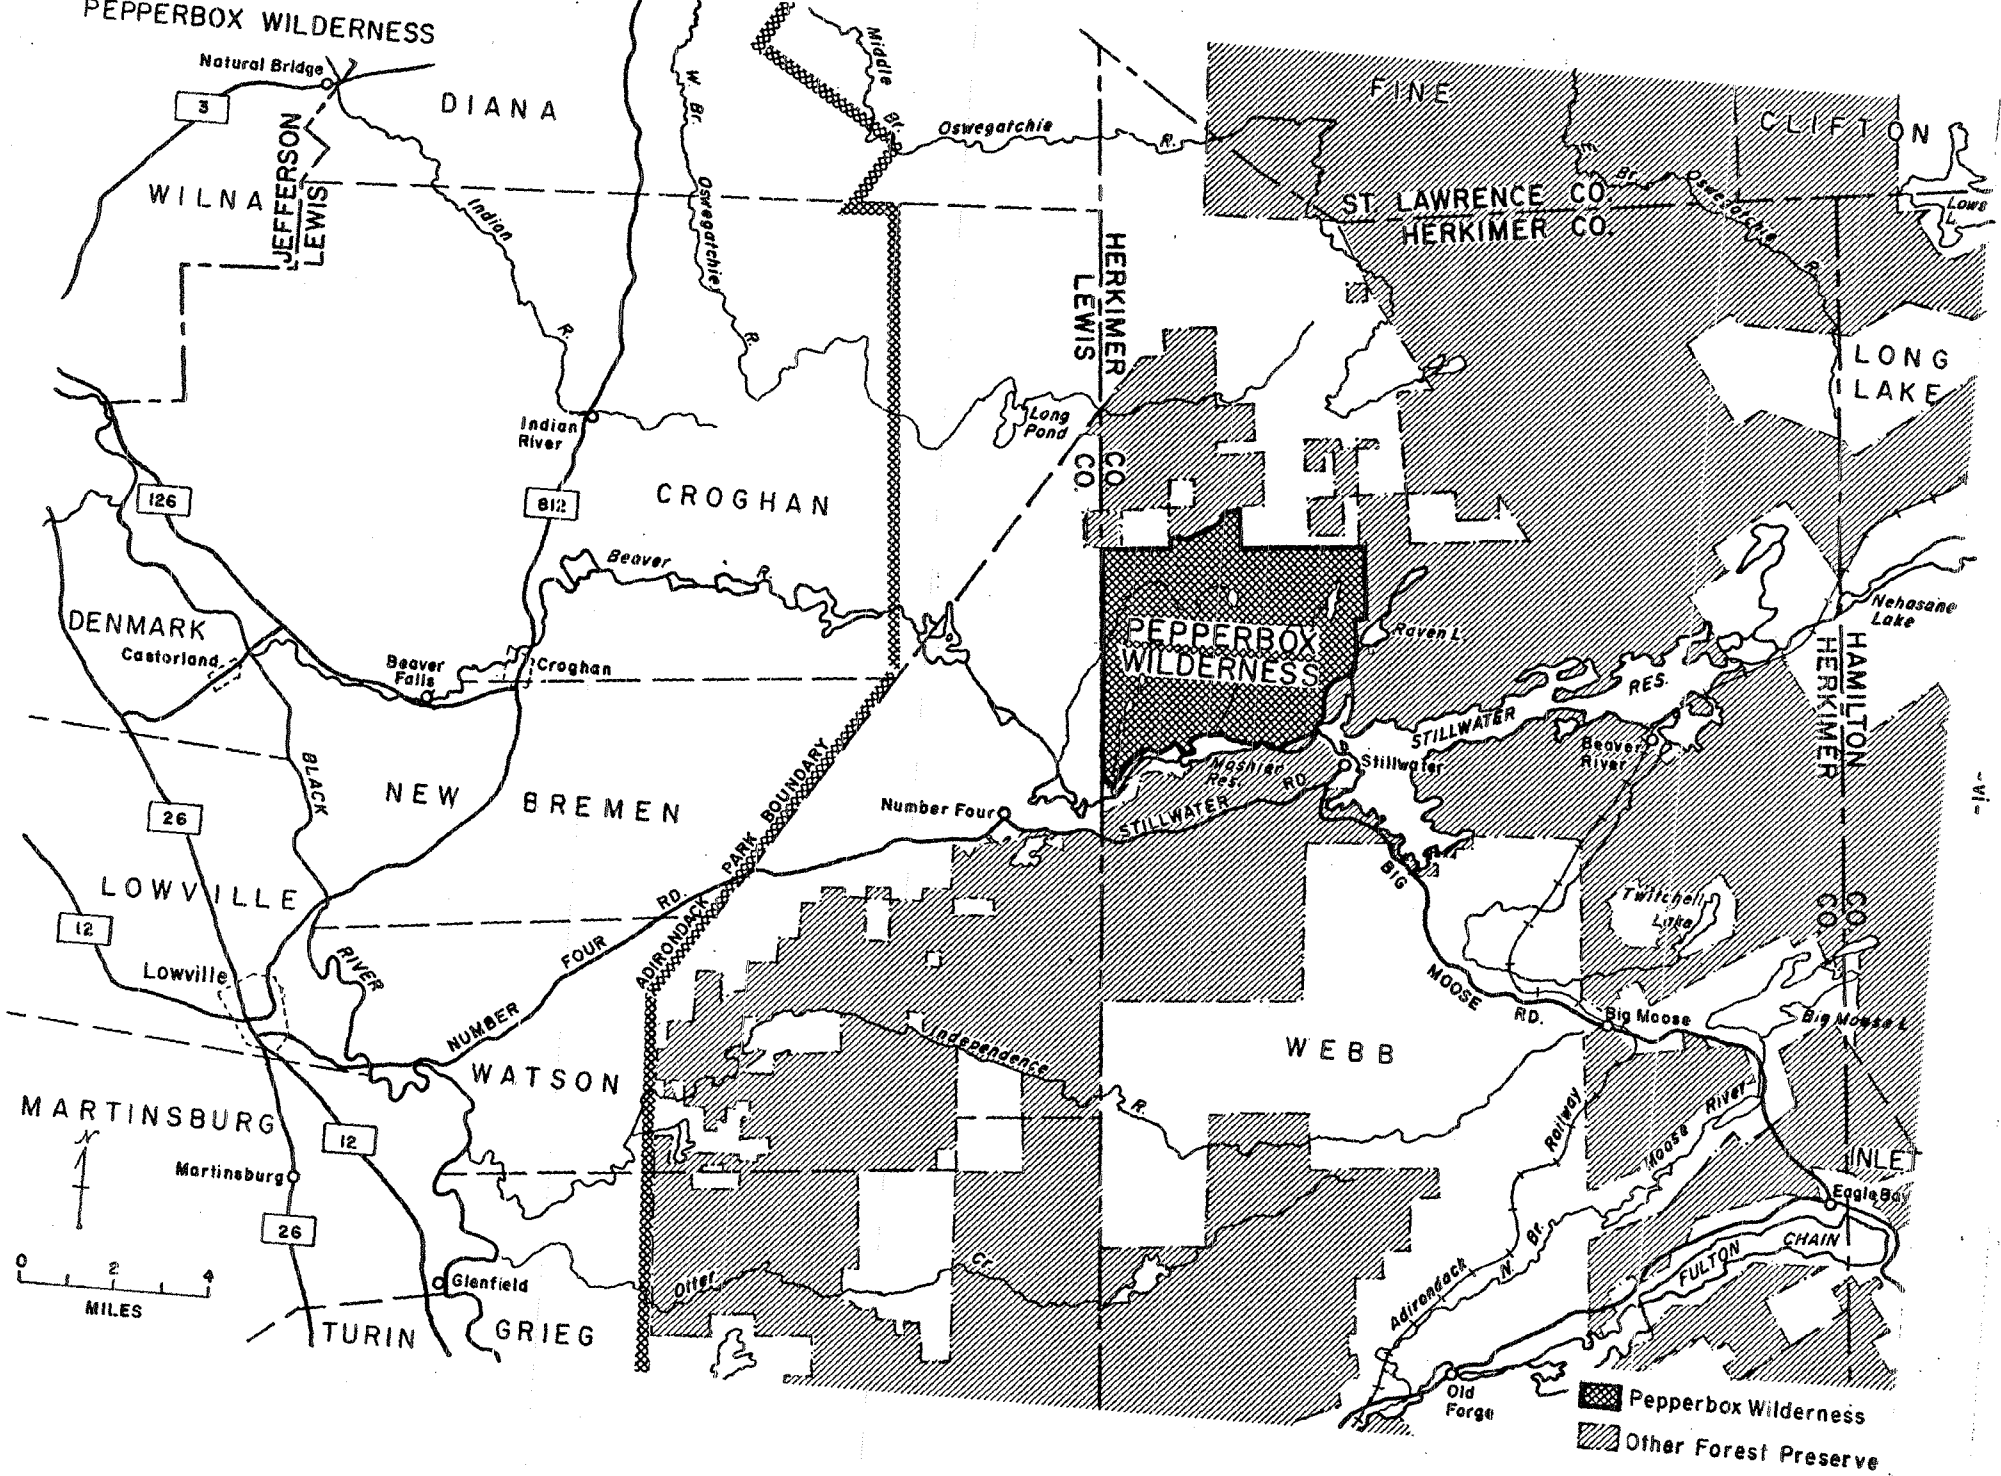 PEPPERBOX WILDERNESS
Natural Bridge
3
DIANA
WILNA
JEFFERSON
LEWIS
Indian
R.
W. Br.
Oswegatchie
R.
Middle
Br.
Oswegatchie
R.
FINE
CLIFTON
E.
Br.
Oswegatchie
R.
ST. LAWRENCE CO.
HERKIMER CO.
Lows
L.
HERKIMER
LEWIS
CO.
CO.
LONG
LAKE
Long
Pond
Indian
River
126
812
CROGHAN
Beaver
R.
DENMARK
Castorland
Beaver
Falls
Croghan
PEPPERBOX
WILDERNESS
Raven L.
Nehasane
Lake
HAMILTON
HERKIMER
CO.
CO.
STILLWATER
RES.
Beaver
River
Stillwater
Moshier
Res.
STILLWATER
RD.
Number Four
BLACK
RIVER
NEW BREMEN
26
ADIRONDACK PARK BOUNDARY
LOWVILLE
12
Lowville
NUMBER FOUR RD.
BIG
MOOSE
RD.
Twitchell
Lake
Big Moose
Big Moose L.
WATSON
Independence
R.
WEBB
MARTINSBURG
N
Martinsburg
12
26
Railway
Moose River
INLET
Eagle Bay
FULTON
CHAIN
Adirondack
N. Br.
Otter
Cr.
0 2 4
MILES
Glenfield
TURIN
GRIEG
Old
Forge
Pepperbox Wilderness
Other Forest Preserve
-vi-